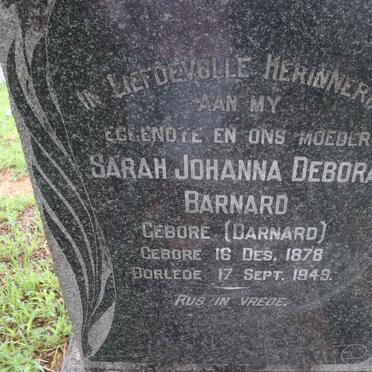 IN LIEFDEVOLLE HERINNER
AAN MY
EGGENOTE EN ONS MOEDER
SARAH JOHANNA DEBORA
BARNARD
GEBORE (BARNARD)
GEBORE 16 DES. 1878
OORLEDE 17 SEPT. 1949.
RUS IN VREDE.